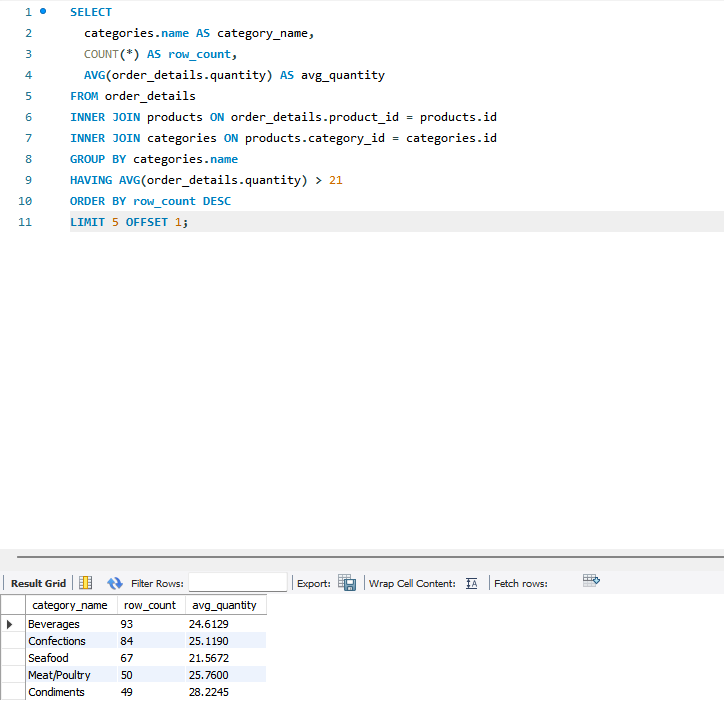 1 SELECT
2 categories.name AS category_name,
3 COUNT(*) AS row_count,
4 AVG(order_details.quantity) AS avg_quantity
5 FROM order_details
6 INNER JOIN products ON order_details.product_id = products.id
7 INNER JOIN categories ON products.category_id = categories.id
8 GROUP BY categories.name
9 HAVING AVG(order_details.quantity) > 21
10 ORDER BY row_count DESC
11 LIMIT 5 OFFSET 1;
Result Grid Filter Rows: Export: Wrap Cell Content: IA Fetch rows:
category_name row_count avg_quantity
Beverages 93 24.6129
Confections 84 25.1190
Seafood 67 21.5672
Meat/Poultry 50 25.7600
Condiments 49 28.2245